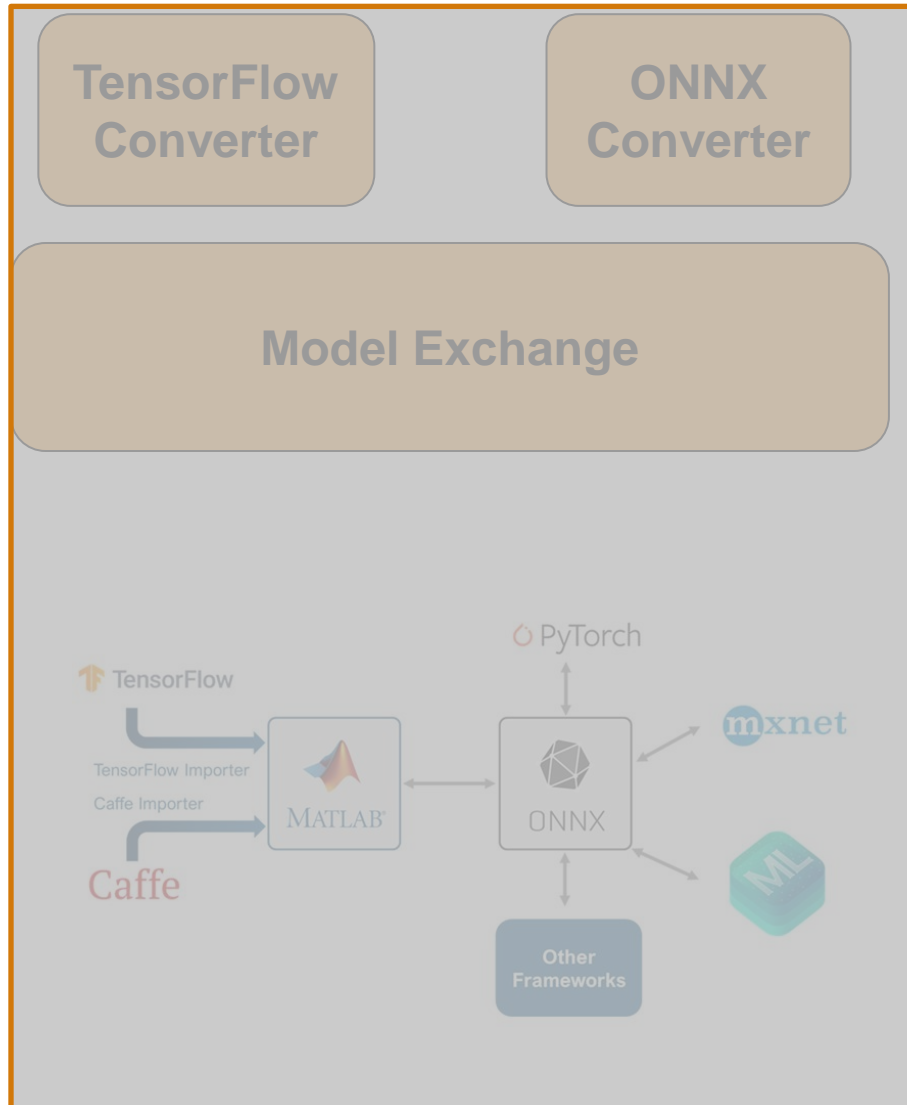 TensorFlow
Converter
ONNX
Converter
Model Exchange
PyTorch
TensorFlow
mxnet
TensorFlow Importer
Caffe Importer
MATLAB®
ONNX
Caffe
ML
Other
Frameworks